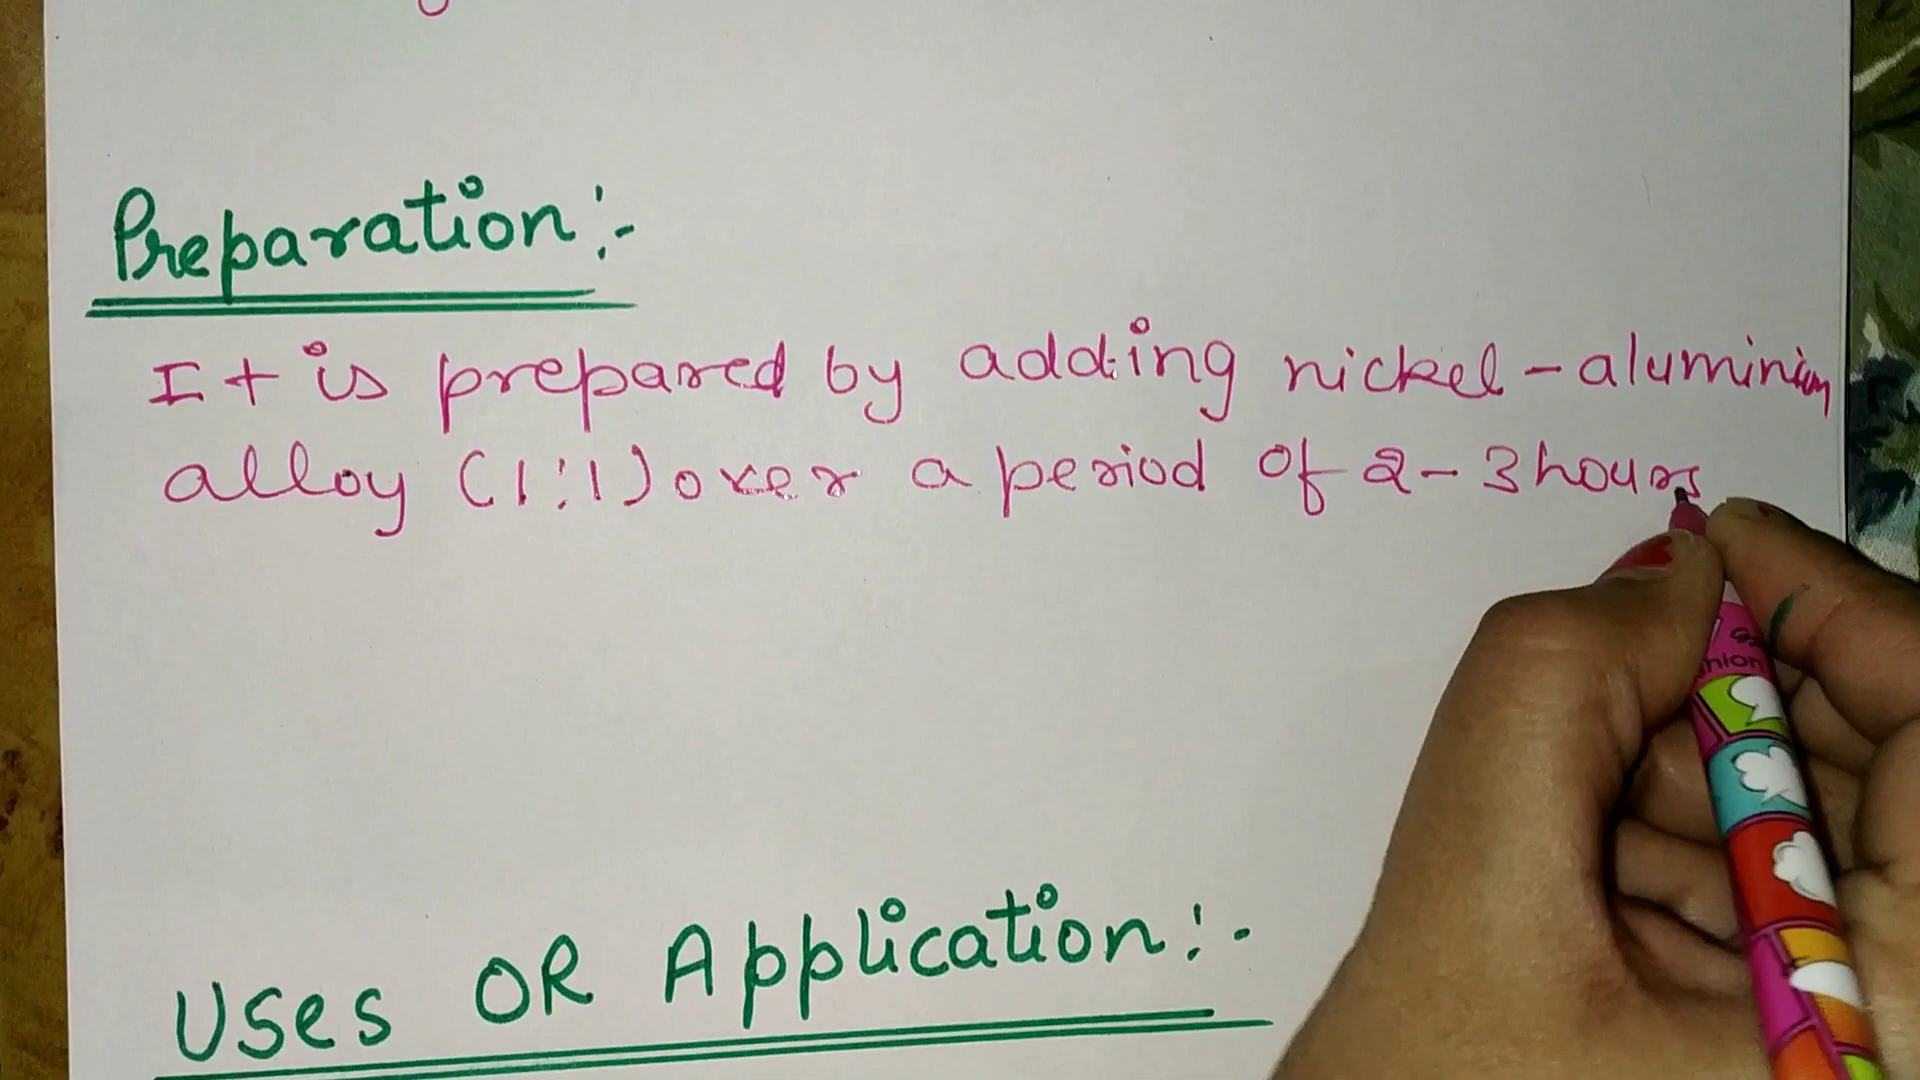 Preparation :-
It is prepared by adding nickel - aluminium
alloy (1:1) over a period of 2 - 3 hours
hion
Uses OR Application :-